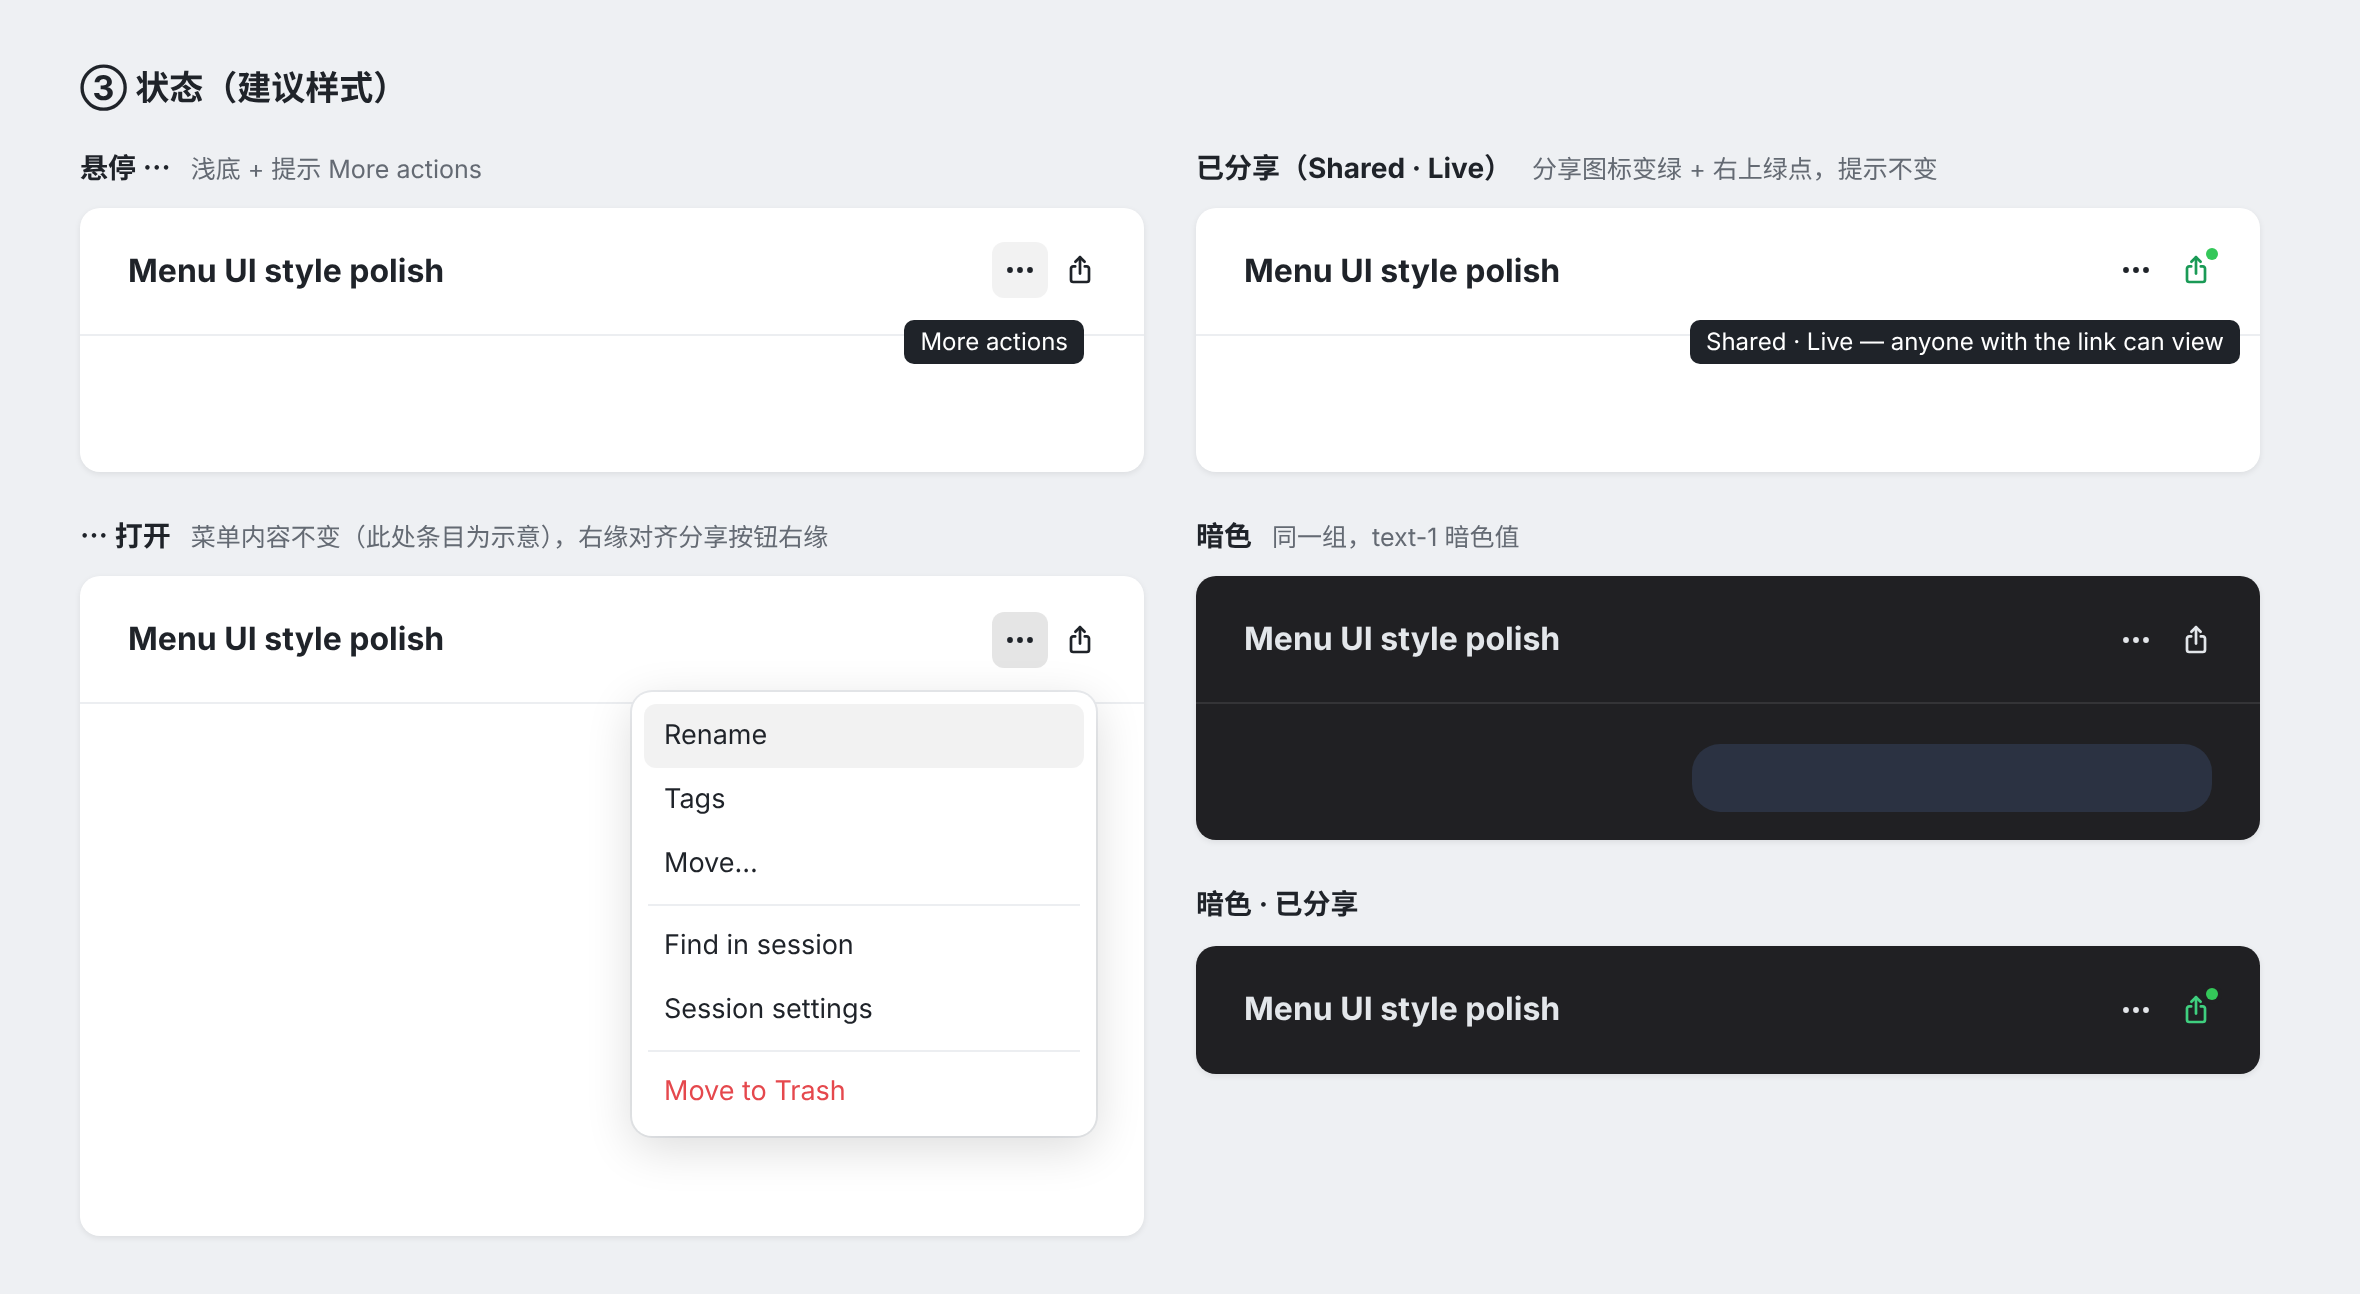 ③ 状态（建议样式）
悬停 ··· 浅底 + 提示 More actions
Menu UI style polish
More actions
已分享（Shared · Live） 分享图标变绿 + 右上绿点，提示不变
Menu UI style polish
Shared · Live — anyone with the link can view
··· 打开 菜单内容不变（此处条目为示意），右缘对齐分享按钮右缘
Menu UI style polish
Rename
Tags
Move...
Find in session
Session settings
Move to Trash
暗色 同一组，text-1 暗色值
Menu UI style polish
暗色 · 已分享
Menu UI style polish